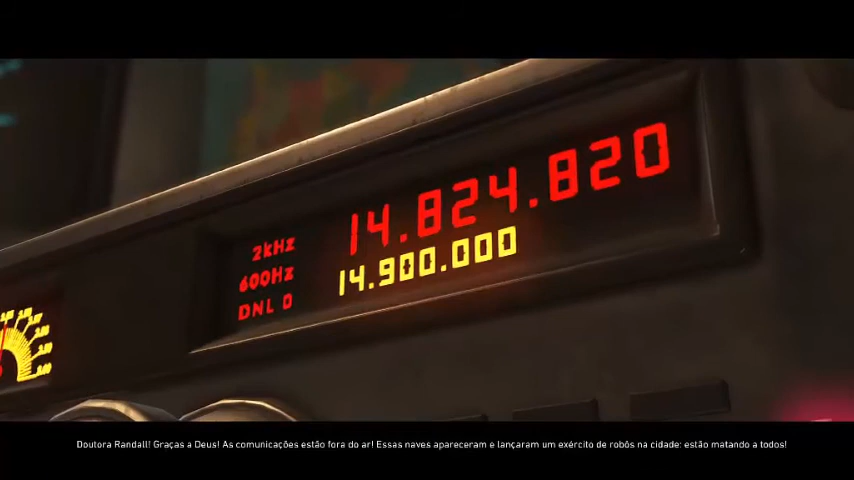 2kHz
14.824.820
600Hz
14.900.000
DNL 0
Doutora Randall! Graças a Deus! As comunicações estão fora do ar! Essas naves apareceram e lançaram um exército de robôs na cidade: estão matando a todos!